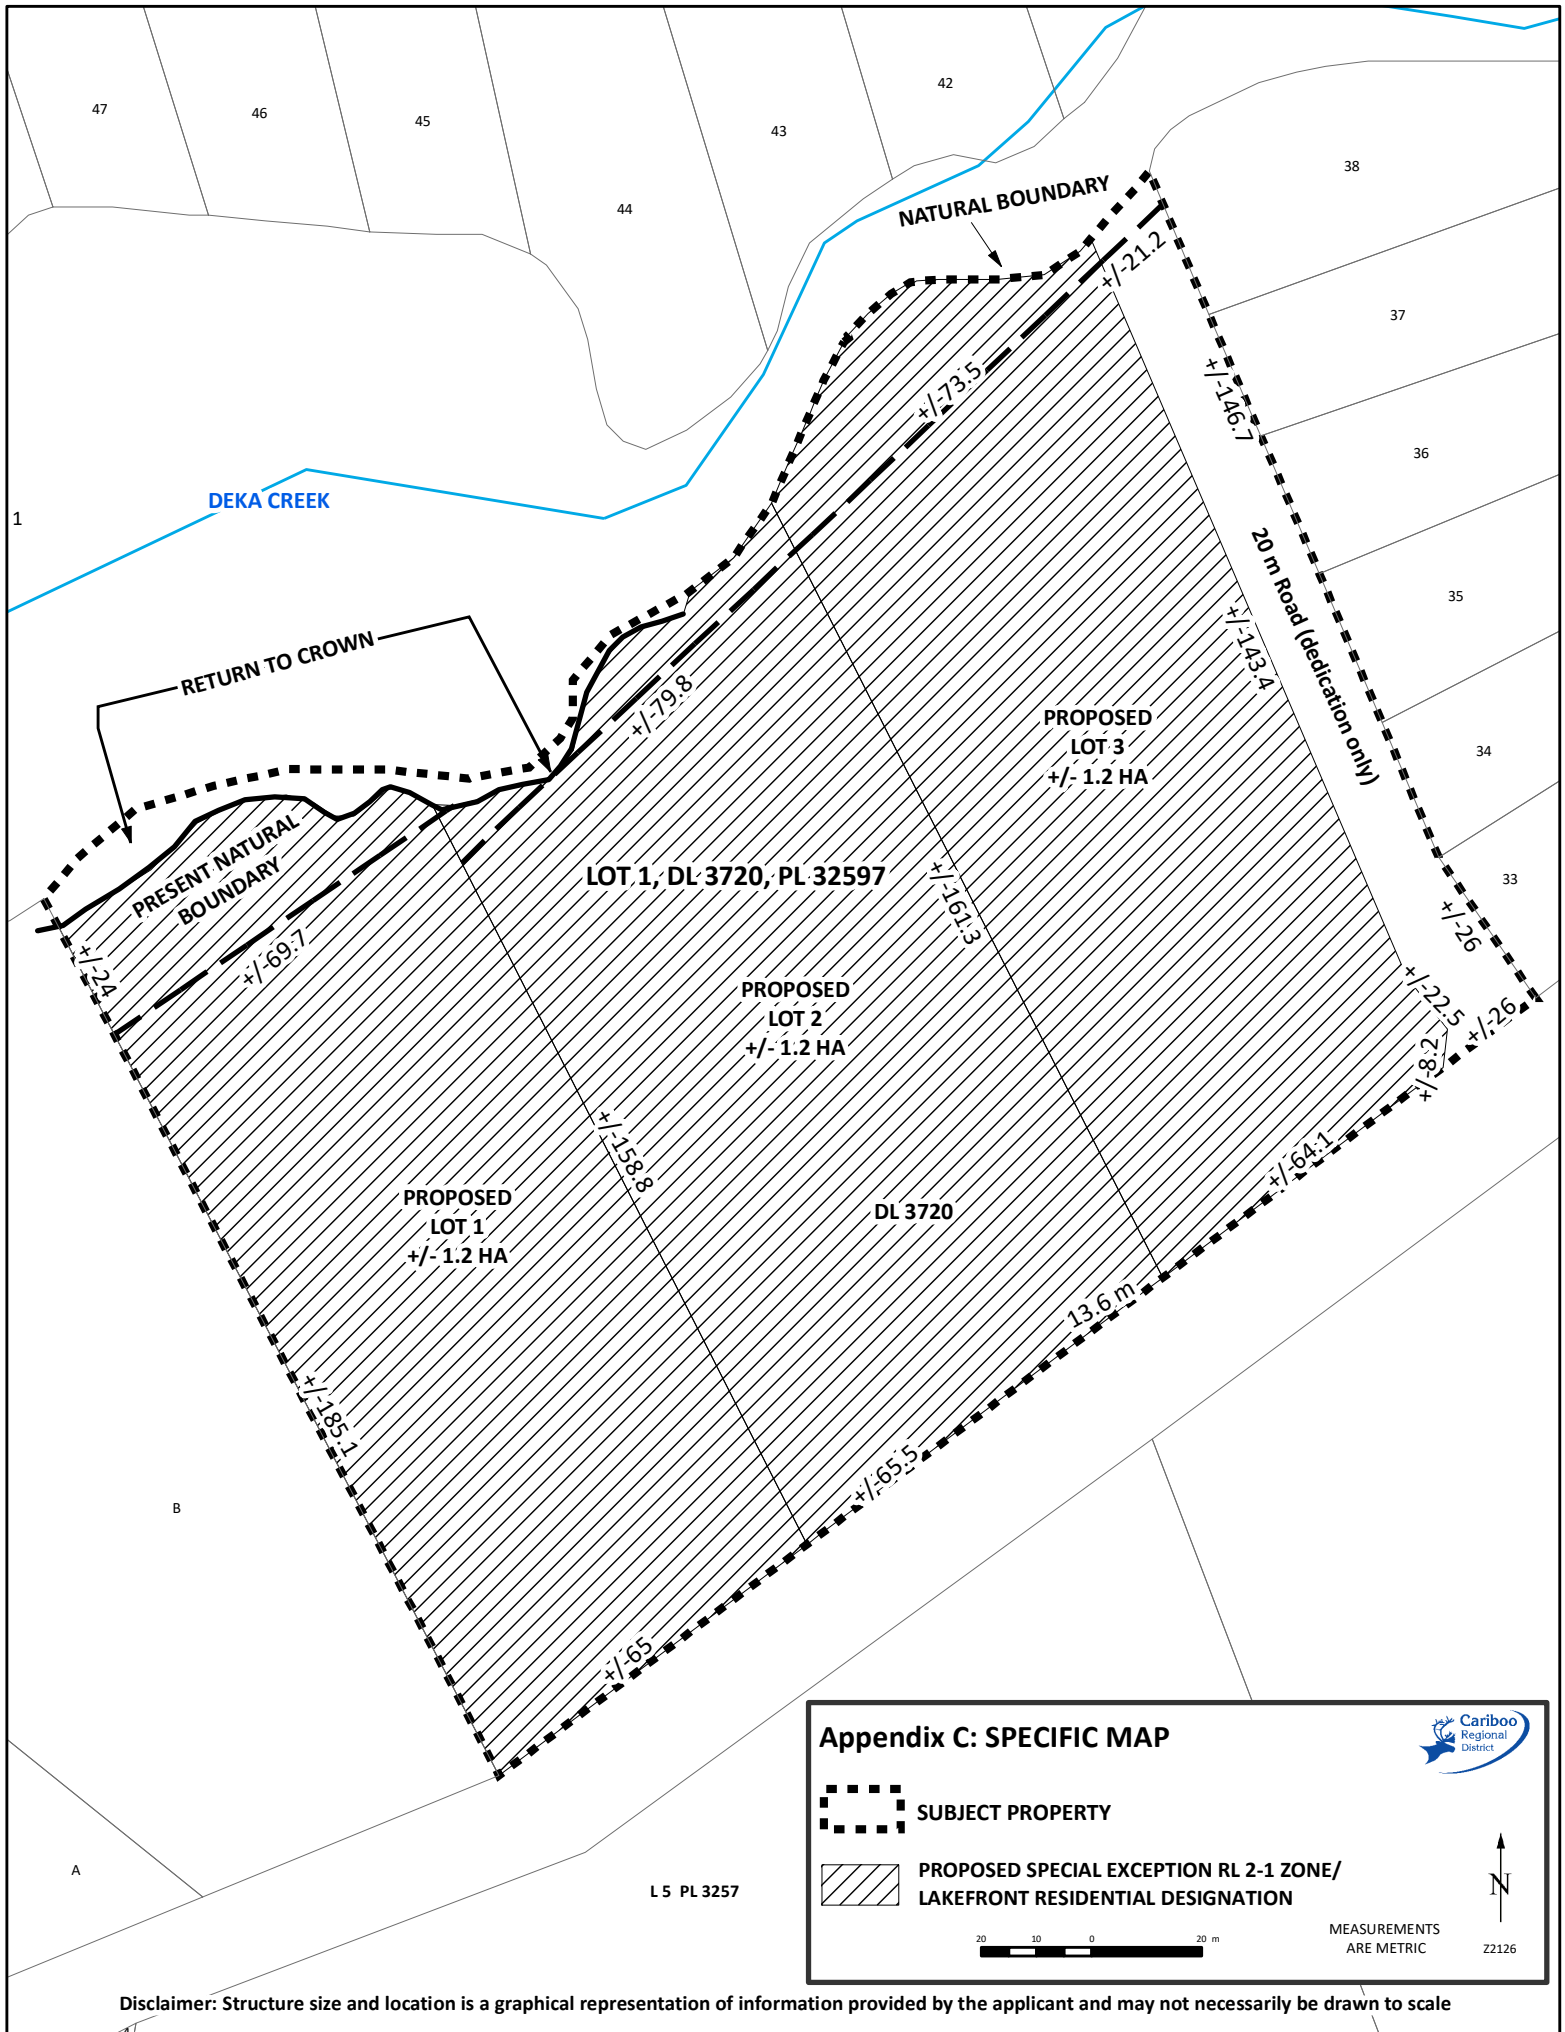 47
46
45
44
43
42
38
37
36
35
34
33
NATURAL BOUNDARY
+/-21.2
+/-73.5
+/-146.7
DEKA CREEK
1
20 m Road (dedication only)
RETURN TO CROWN
+/-79.8
+/-143.4
PROPOSED
LOT 3
+/- 1.2 HA
PRESENT NATURAL
BOUNDARY
LOT 1, DL 3720, PL 32597
+/-161.3
+/-26
+/-24
+/-69.7
PROPOSED
LOT 2
+/- 1.2 HA
+/-22.5
+/-26
+/-8.2
+/-158.8
+/-64.1
PROPOSED
LOT 1
+/- 1.2 HA
DL 3720
13.6 m
+/-185.1
+/-65.5
B
+/-65
A
L 5 PL 3257
Appendix C: SPECIFIC MAP
Cariboo
Regional
District
SUBJECT PROPERTY
PROPOSED SPECIAL EXCEPTION RL 2-1 ZONE/
LAKEFRONT RESIDENTIAL DESIGNATION
N
20 10 0 20 m
MEASUREMENTS
ARE METRIC
Z2126
Disclaimer: Structure size and location is a graphical representation of information provided by the applicant and may not necessarily be drawn to scale